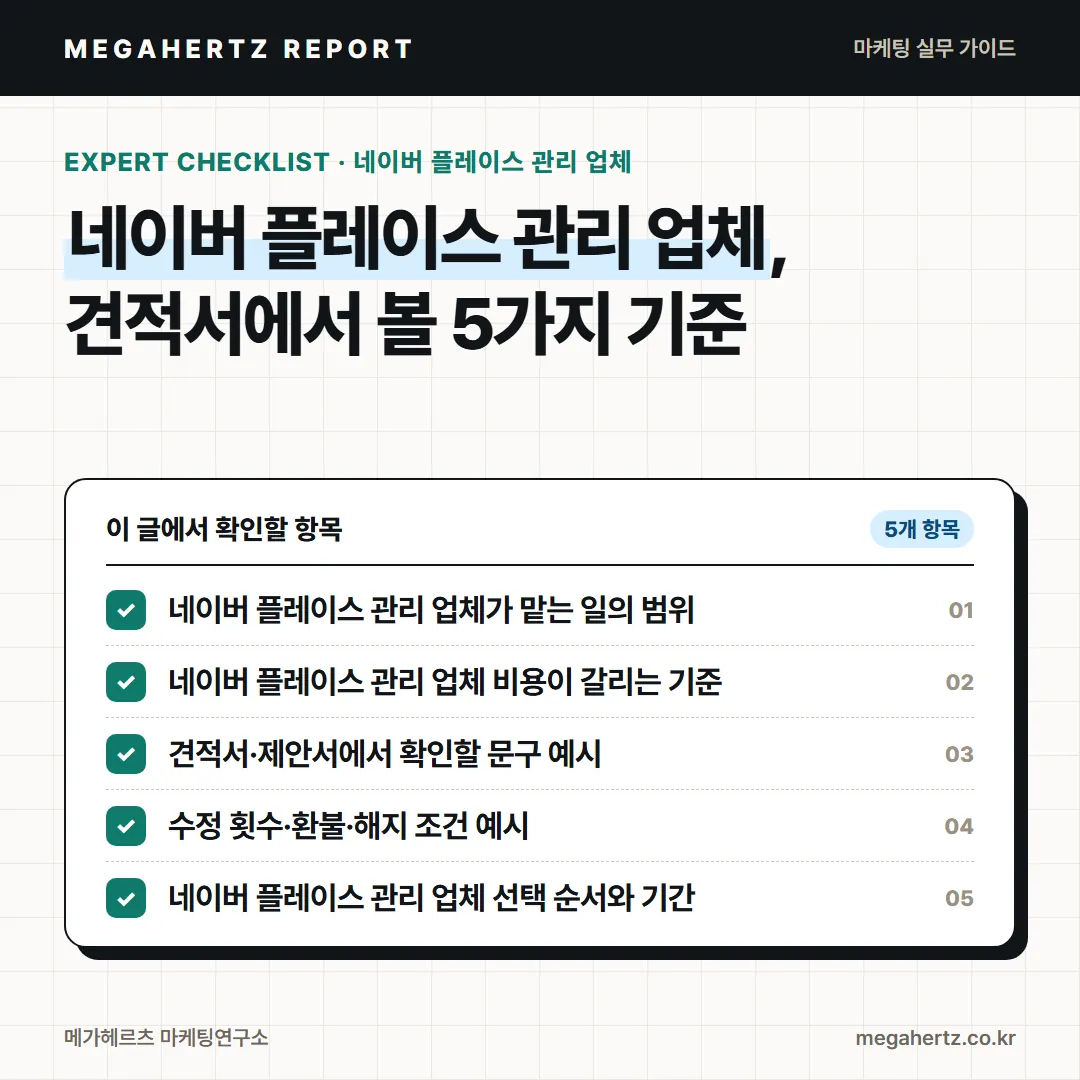 MEGAHERTZ REPORT
마케팅 실무 가이드
EXPERT CHECKLIST · 네이버 플레이스 관리 업체
네이버 플레이스 관리 업체,
견적서에서 볼 5가지 기준
이 글에서 확인할 항목
5개 항목
네이버 플레이스 관리 업체가 맡는 일의 범위 01
네이버 플레이스 관리 업체 비용이 갈리는 기준 02
견적서·제안서에서 확인할 문구 예시 03
수정 횟수·환불·해지 조건 예시 04
네이버 플레이스 관리 업체 선택 순서와 기간 05
메가헤르츠 마케팅연구소
megahertz.co.kr